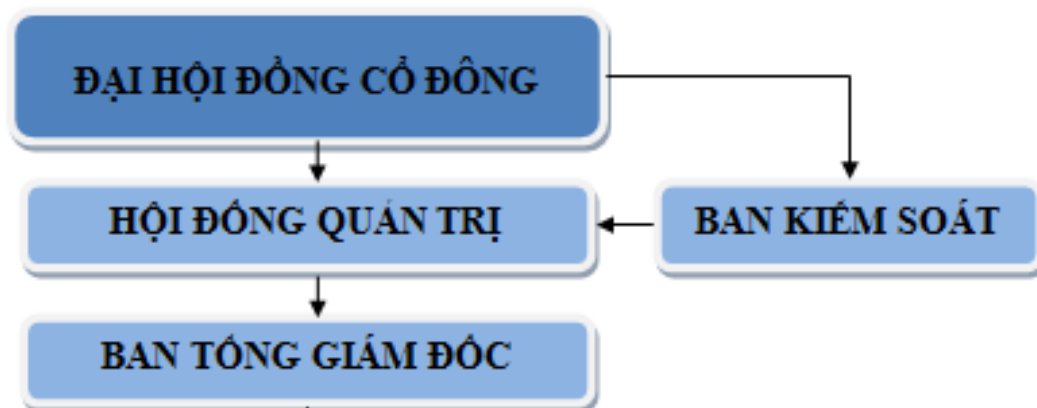 ĐẠI HỘI ĐỒNG CỔ ĐÔNG
HỘI ĐỒNG QUẢN TRỊ
BAN KIỂM SOÁT
BAN TỔNG GIÁM ĐỐC